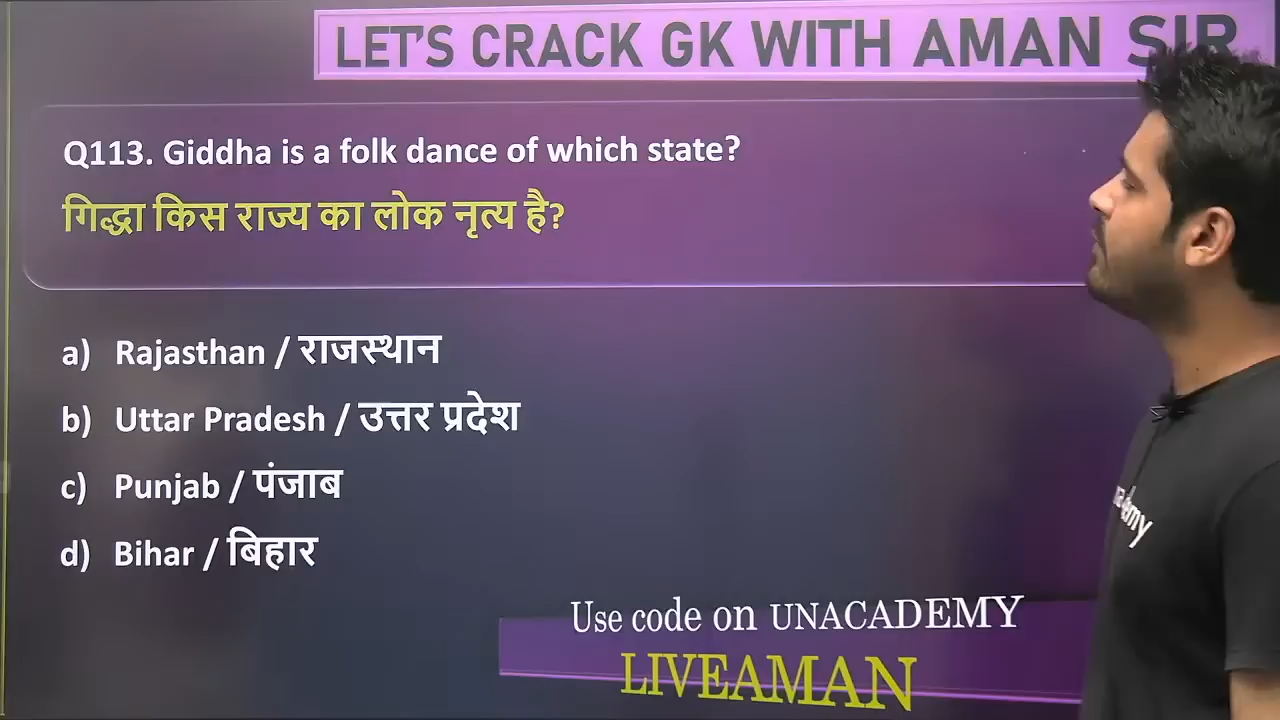 LET'S CRACK GK WITH AMAN SIR
Q113. Giddha is a folk dance of which state?
गिद्धा किस राज्य का लोक नृत्य है?
a) Rajasthan / राजस्थान
b) Uttar Pradesh / उत्तर प्रदेश
c) Punjab / पंजाब
d) Bihar / बिहार
Use code on UNACADEMY
LIVEAMAN